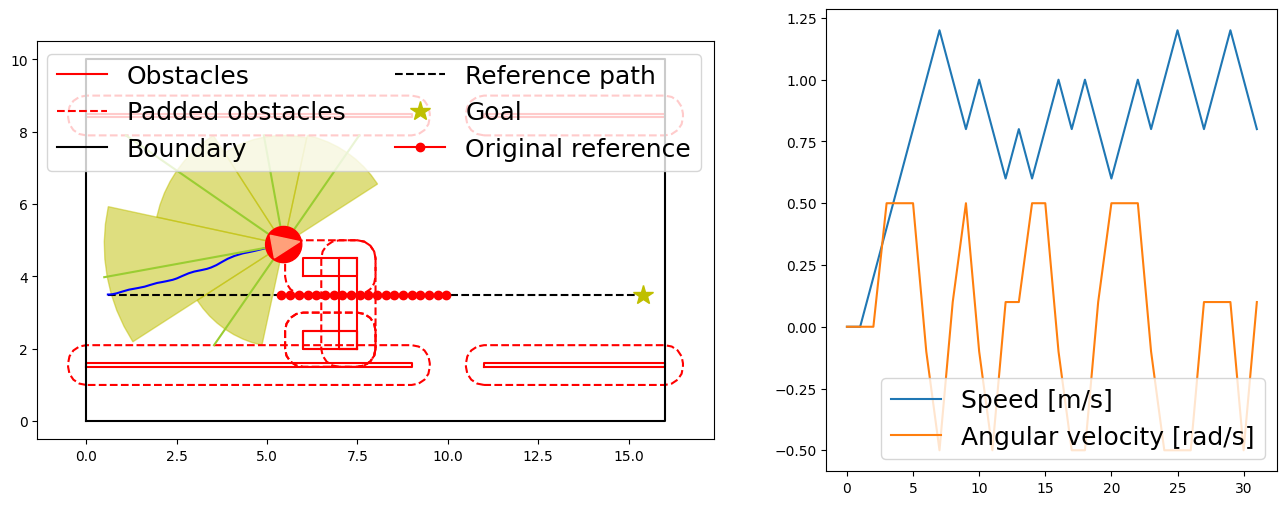 Obstacles
Padded obstacles
Boundary
Reference path
Goal
Original reference
10
8
6
4
2
0
0.0 2.5 5.0 7.5 10.0 12.5 15.0
1.25
1.00
0.75
0.50
0.25
0.00
−0.25
−0.50
Speed [m/s]
Angular velocity [rad/s]
0 5 10 15 20 25 30